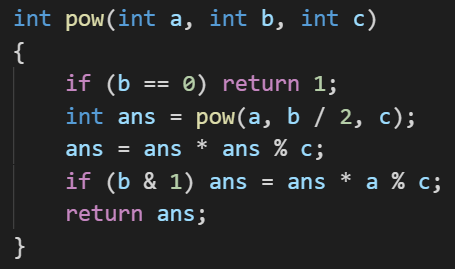 int pow(int a, int b, int c)
{
    if (b == 0) return 1;
    int ans = pow(a, b / 2, c);
    ans = ans * ans % c;
    if (b & 1) ans = ans * a % c;
    return ans;
}